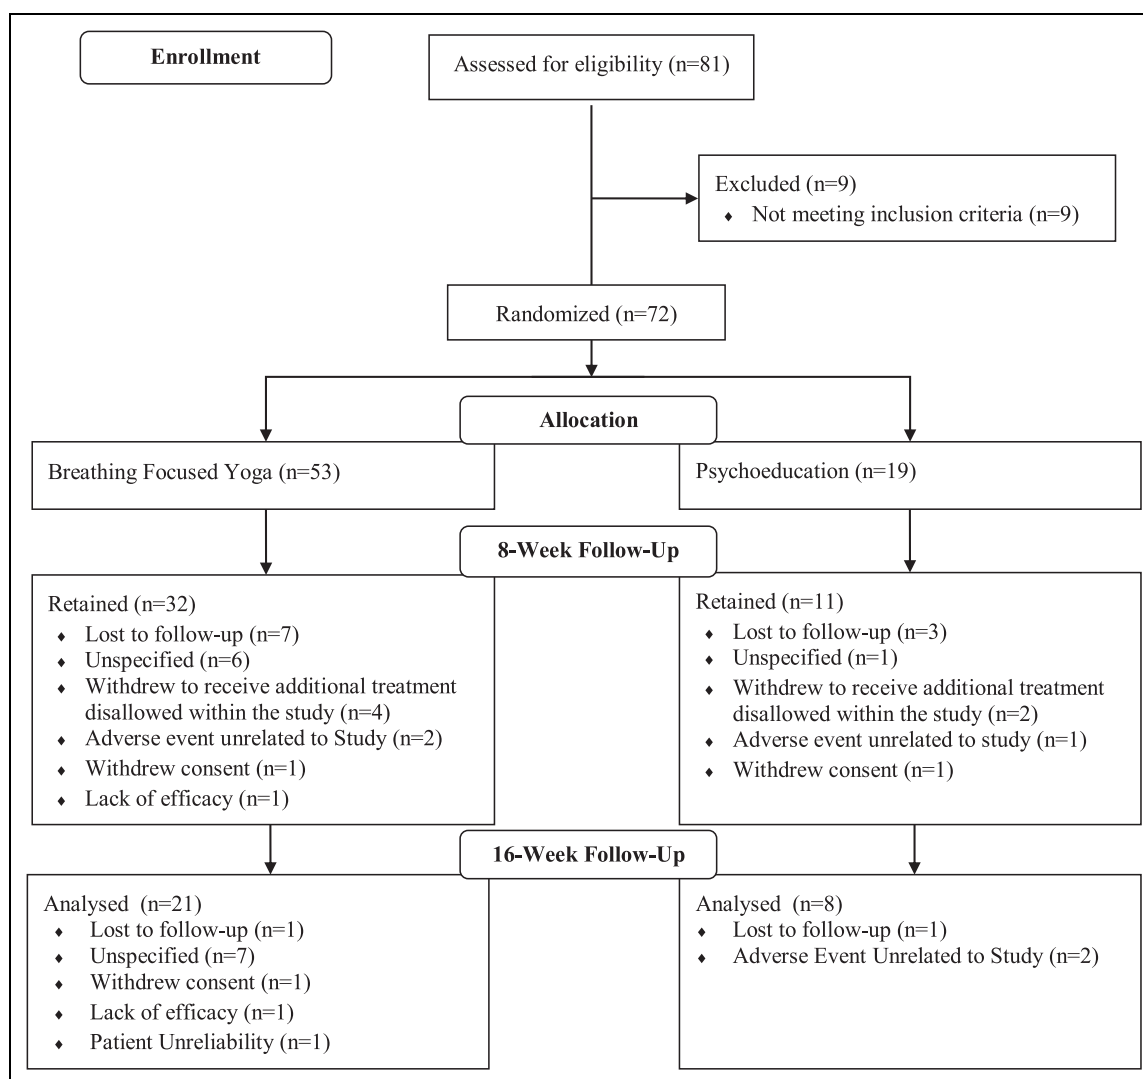 Enrollment
Assessed for eligibility (n=81)
Excluded (n=9)
⬧ Not meeting inclusion criteria (n=9)
Randomized (n=72)
Allocation
Breathing Focused Yoga (n=53)
Psychoeducation (n=19)
8-Week Follow-Up
Retained (n=32)
⬧ Lost to follow-up (n=7)
⬧ Unspecified (n=6)
⬧ Withdrew to receive additional treatment
disallowed within the study (n=4)
⬧ Adverse event unrelated to Study (n=2)
⬧ Withdrew consent (n=1)
⬧ Lack of efficacy (n=1)
Retained (n=11)
⬧ Lost to follow-up (n=3)
⬧ Unspecified (n=1)
⬧ Withdrew to receive additional treatment
disallowed within the study (n=2)
⬧ Adverse event unrelated to study (n=1)
⬧ Withdrew consent (n=1)
16-Week Follow-Up
Analysed (n=21)
⬧ Lost to follow-up (n=1)
⬧ Unspecified (n=7)
⬧ Withdrew consent (n=1)
⬧ Lack of efficacy (n=1)
⬧ Patient Unreliability (n=1)
Analysed (n=8)
⬧ Lost to follow-up (n=1)
⬧ Adverse Event Unrelated to Study (n=2)